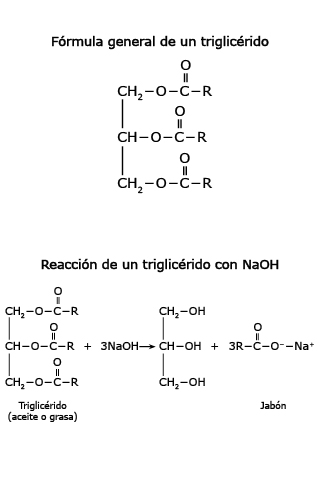 Fórmula general de un triglicérido
O
CH2−O−C−R
O
CH−O−C−R
O
CH2−O−C−R
Reacción de un triglicérido con NaOH
O
CH2−O−C−R CH2−OH
O O
CH−O−C−R + 3NaOH→ CH−OH + 3R−C−O⁻−Na⁺
O
CH2−O−C−R CH2−OH
Triglicérido Jabón
(aceite o grasa)